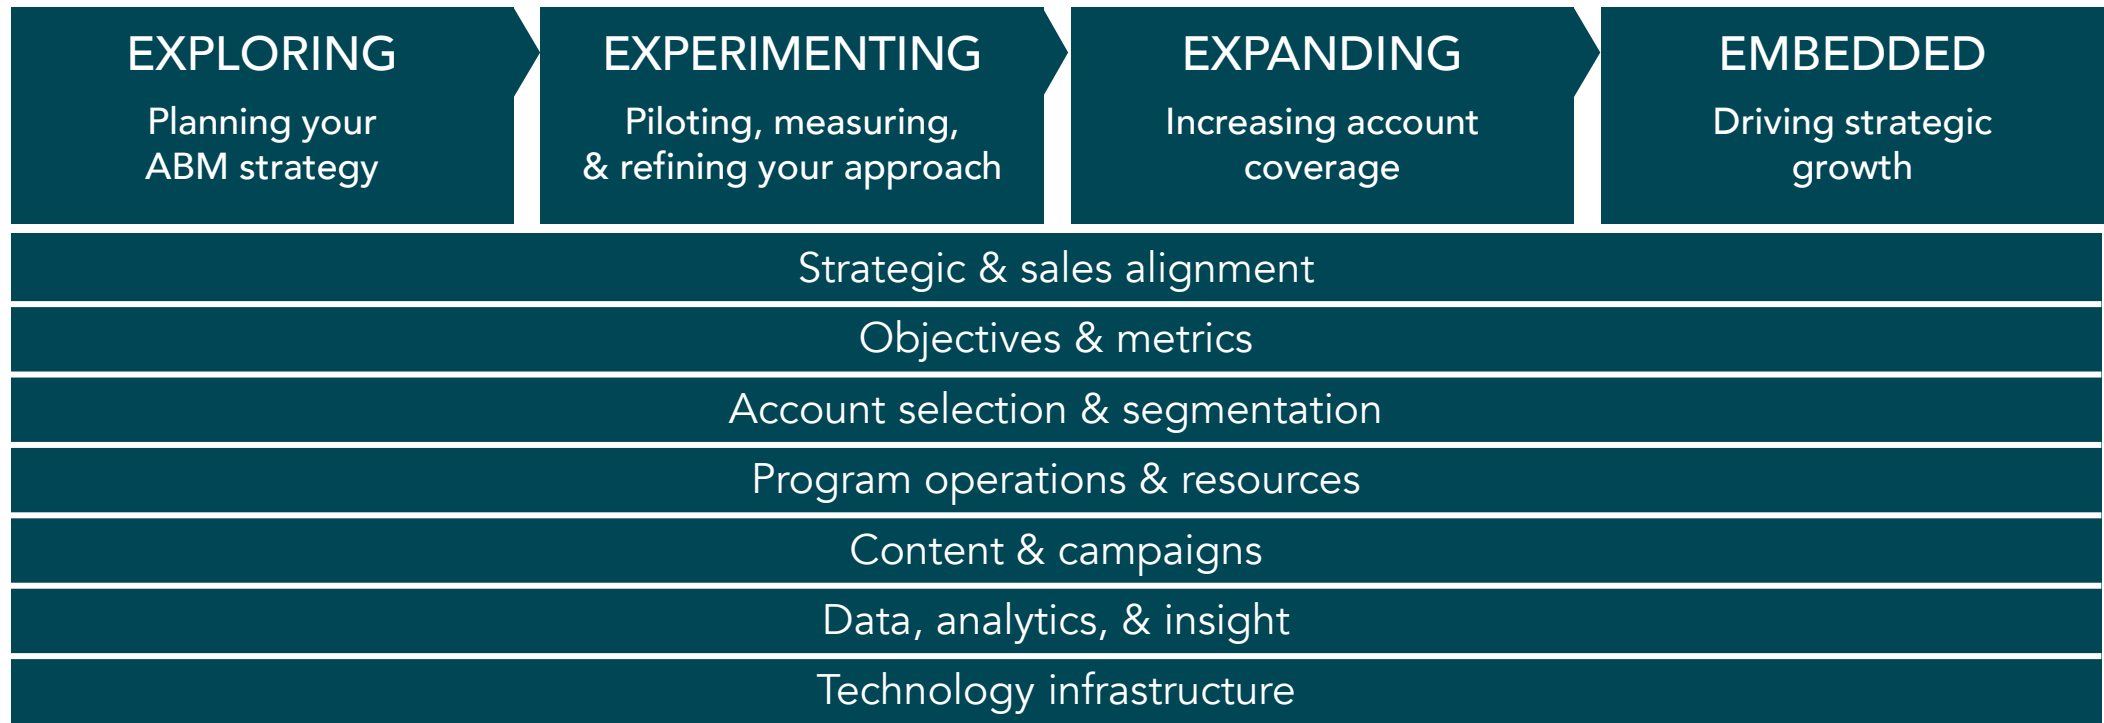 EXPLORING
Planning your
ABM strategy
EXPERIMENTING
Piloting, measuring,
& refining your approach
EXPANDING
Increasing account
coverage
EMBEDDED
Driving strategic
growth
Strategic & sales alignment
Objectives & metrics
Account selection & segmentation
Program operations & resources
Content & campaigns
Data, analytics, & insight
Technology infrastructure